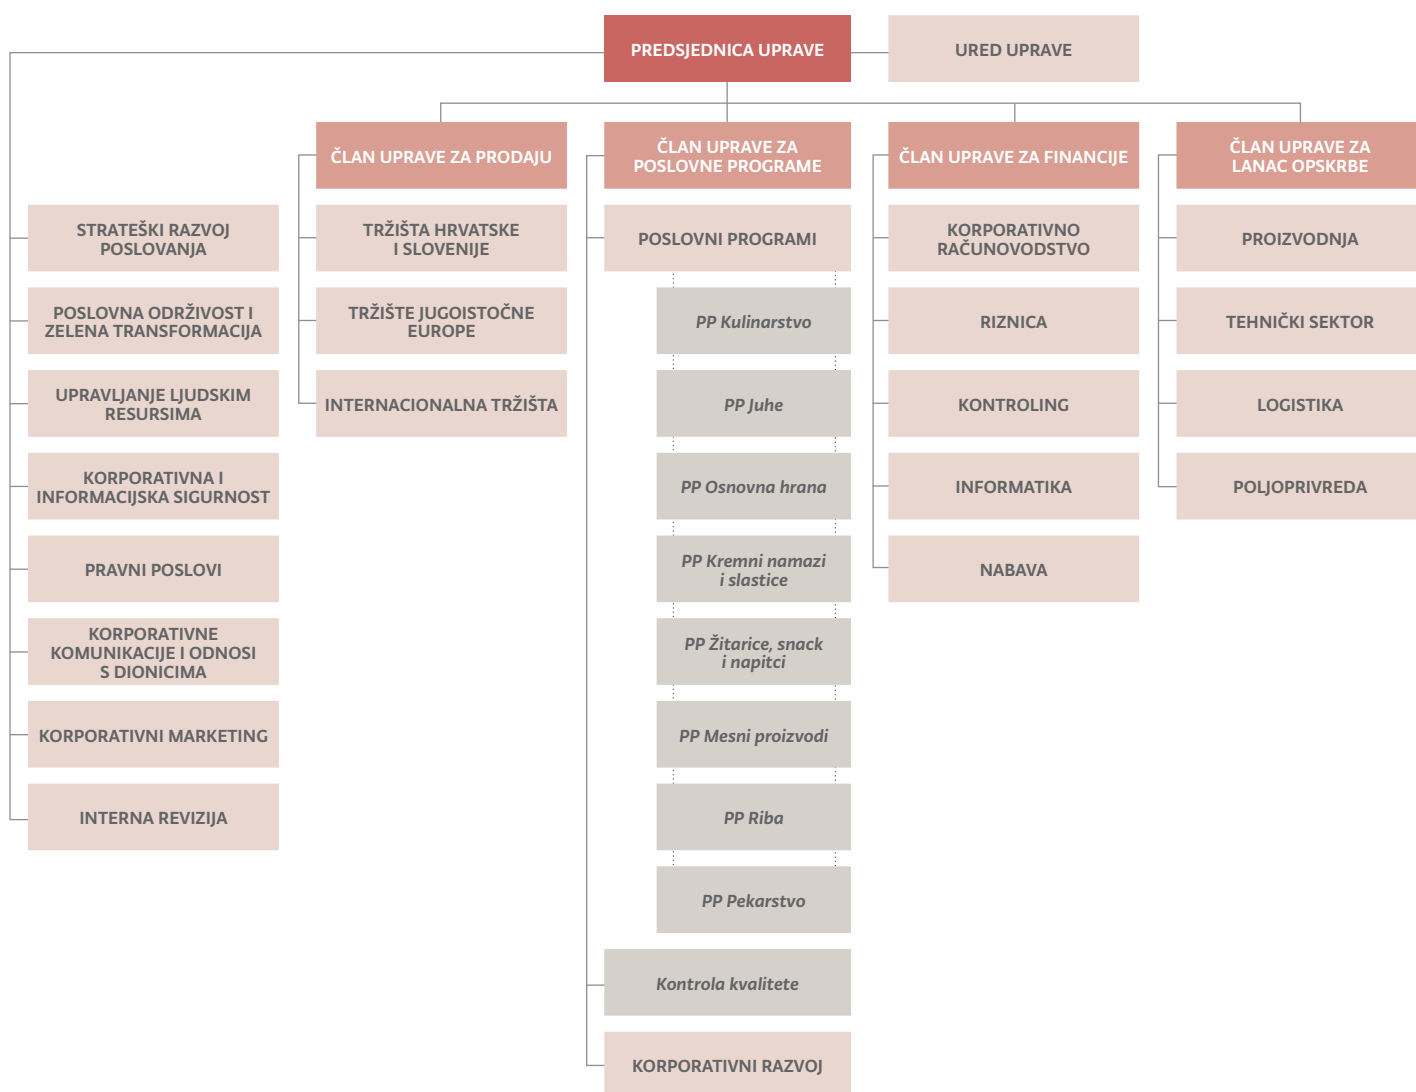 PREDSJEDNICA UPRAVE
URED UPRAVE
STRATEŠKI RAZVOJ
POSLOVANJA
POSLOVNA ODRŽIVOST I
ZELENA TRANSFORMACIJA
UPRAVLJANJE LJUDSKIM
RESURSIMA
KORPORATIVNA I
INFORMACIJSKA SIGURNOST
PRAVNI POSLOVI
KORPORATIVNE
KOMUNIKACIJE I ODNOSI
S DIONICIMA
KORPORATIVNI MARKETING
INTERNA REVIZIJA
ČLAN UPRAVE ZA PRODAJU
TRŽIŠTA HRVATSKE
I SLOVENIJE
TRŽIŠTE JUGOISTOČNE
EUROPE
INTERNACIONALNA TRŽIŠTA
ČLAN UPRAVE ZA
POSLOVNE PROGRAME
POSLOVNI PROGRAMI
PP Kulinarstvo
PP Juhe
PP Osnovna hrana
PP Kremni namazi
i slastice
PP Žitarice, snack
i napitci
PP Mesni proizvodi
PP Riba
PP Pekarstvo
Kontrola kvalitete
KORPORATIVNI RAZVOJ
ČLAN UPRAVE ZA FINANCIJE
KORPORATIVNO
RAČUNOVODSTVO
RIZNICA
KONTROLING
INFORMATIKA
NABAVA
ČLAN UPRAVE ZA
LANAC OPSKRBE
PROIZVODNJA
TEHNIČKI SEKTOR
LOGISTIKA
POLJOPRIVREDA